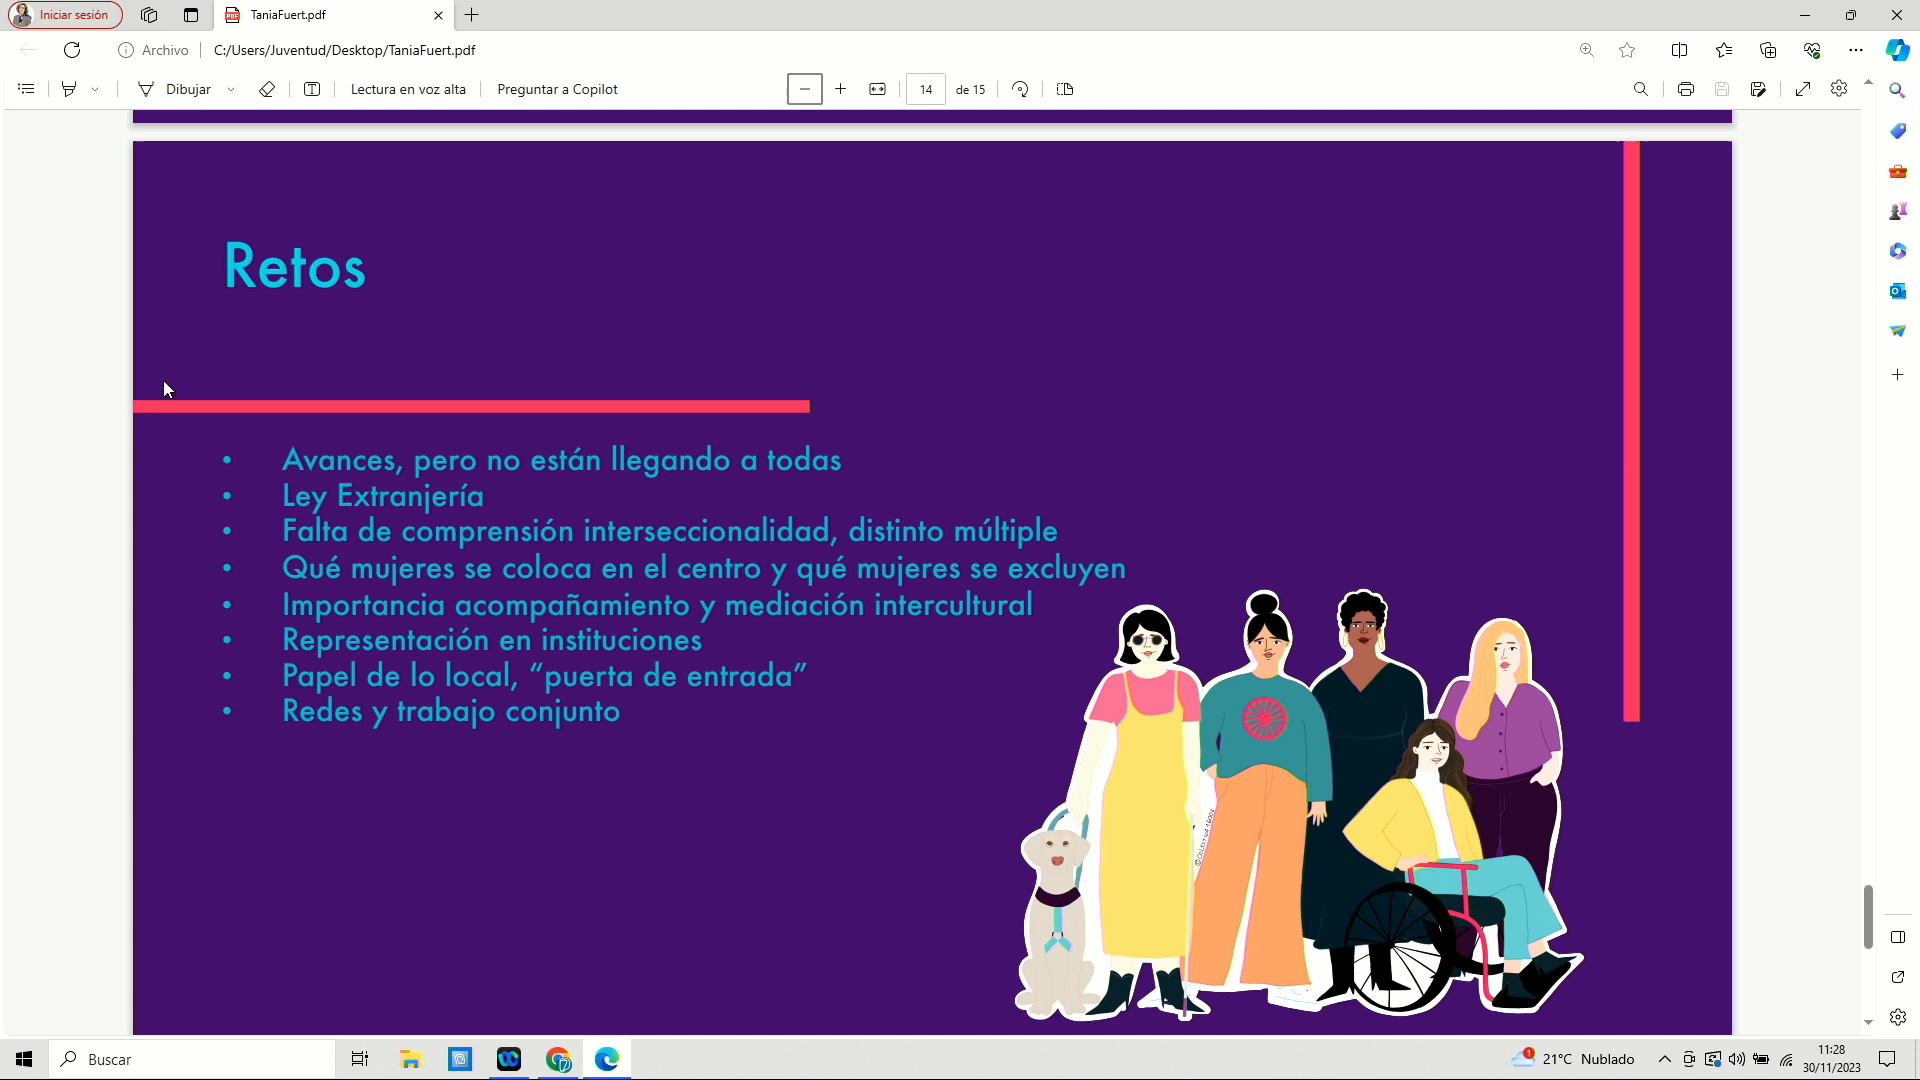 Iniciar sesión
TaniaFuert.pdf
Archivo
C:/Users/Juventud/Desktop/TaniaFuert.pdf
Dibujar
Lectura en voz alta
Preguntar a Copilot
14
de 15
Retos
• Avances, pero no están llegando a todas
• Ley Extranjería
• Falta de comprensión interseccionalidad, distinto múltiple
• Qué mujeres se coloca en el centro y qué mujeres se excluyen
• Importancia acompañamiento y mediación intercultural
• Representación en instituciones
• Papel de lo local, “puerta de entrada”
• Redes y trabajo conjunto
Buscar
1
21°C Nublado
11:28
30/11/2023